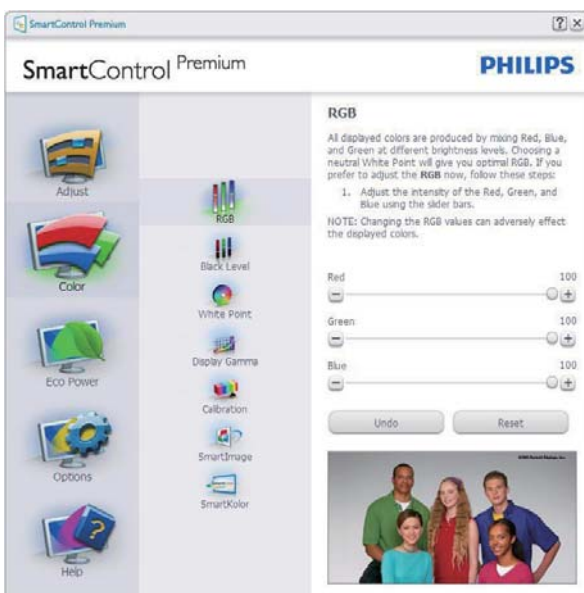 SmartControl Premium
SmartControl Premium
PHILIPS
Adjust
Color
Eco Power
Options
Help
RGB
Black Level
White Point
Display Gamma
Calibration
SmartImage
SmartKolor
RGB
All displayed colors are produced by mixing Red, Blue,
and Green at different brightness levels. Choosing a
neutral White Point will give you optimal RGB. If you
prefer to adjust the RGB now, follow these steps:
1. Adjust the intensity of the Red, Green, and
Blue using the slider bars.
NOTE: Changing the RGB values can adversely effect
the displayed colors.
Red 100
Green 100
Blue 100
Undo Reset